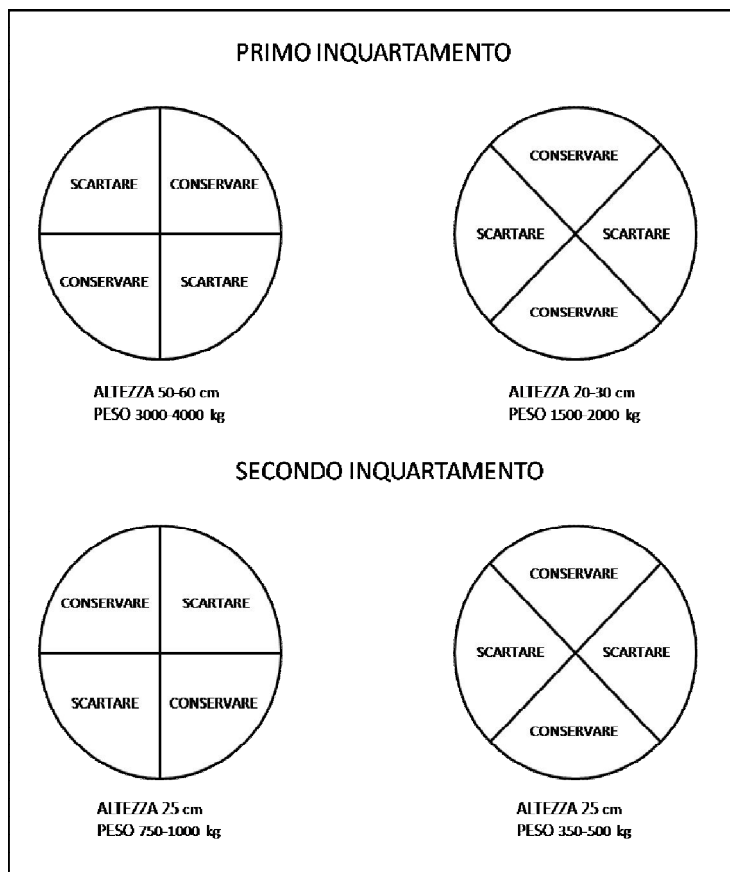 PRIMO INQUARTAMENTO
SCARTARE CONSERVARE
CONSERVARE SCARTARE
ALTEZZA 50-60 cm
PESO 3000-4000 kg
CONSERVARE
SCARTARE SCARTARE
CONSERVARE
ALTEZZA 20-30 cm
PESO 1500-2000 kg
SECONDO INQUARTAMENTO
CONSERVARE SCARTARE
SCARTARE CONSERVARE
ALTEZZA 25 cm
PESO 750-1000 kg
CONSERVARE
SCARTARE SCARTARE
CONSERVARE
ALTEZZA 25 cm
PESO 350-500 kg